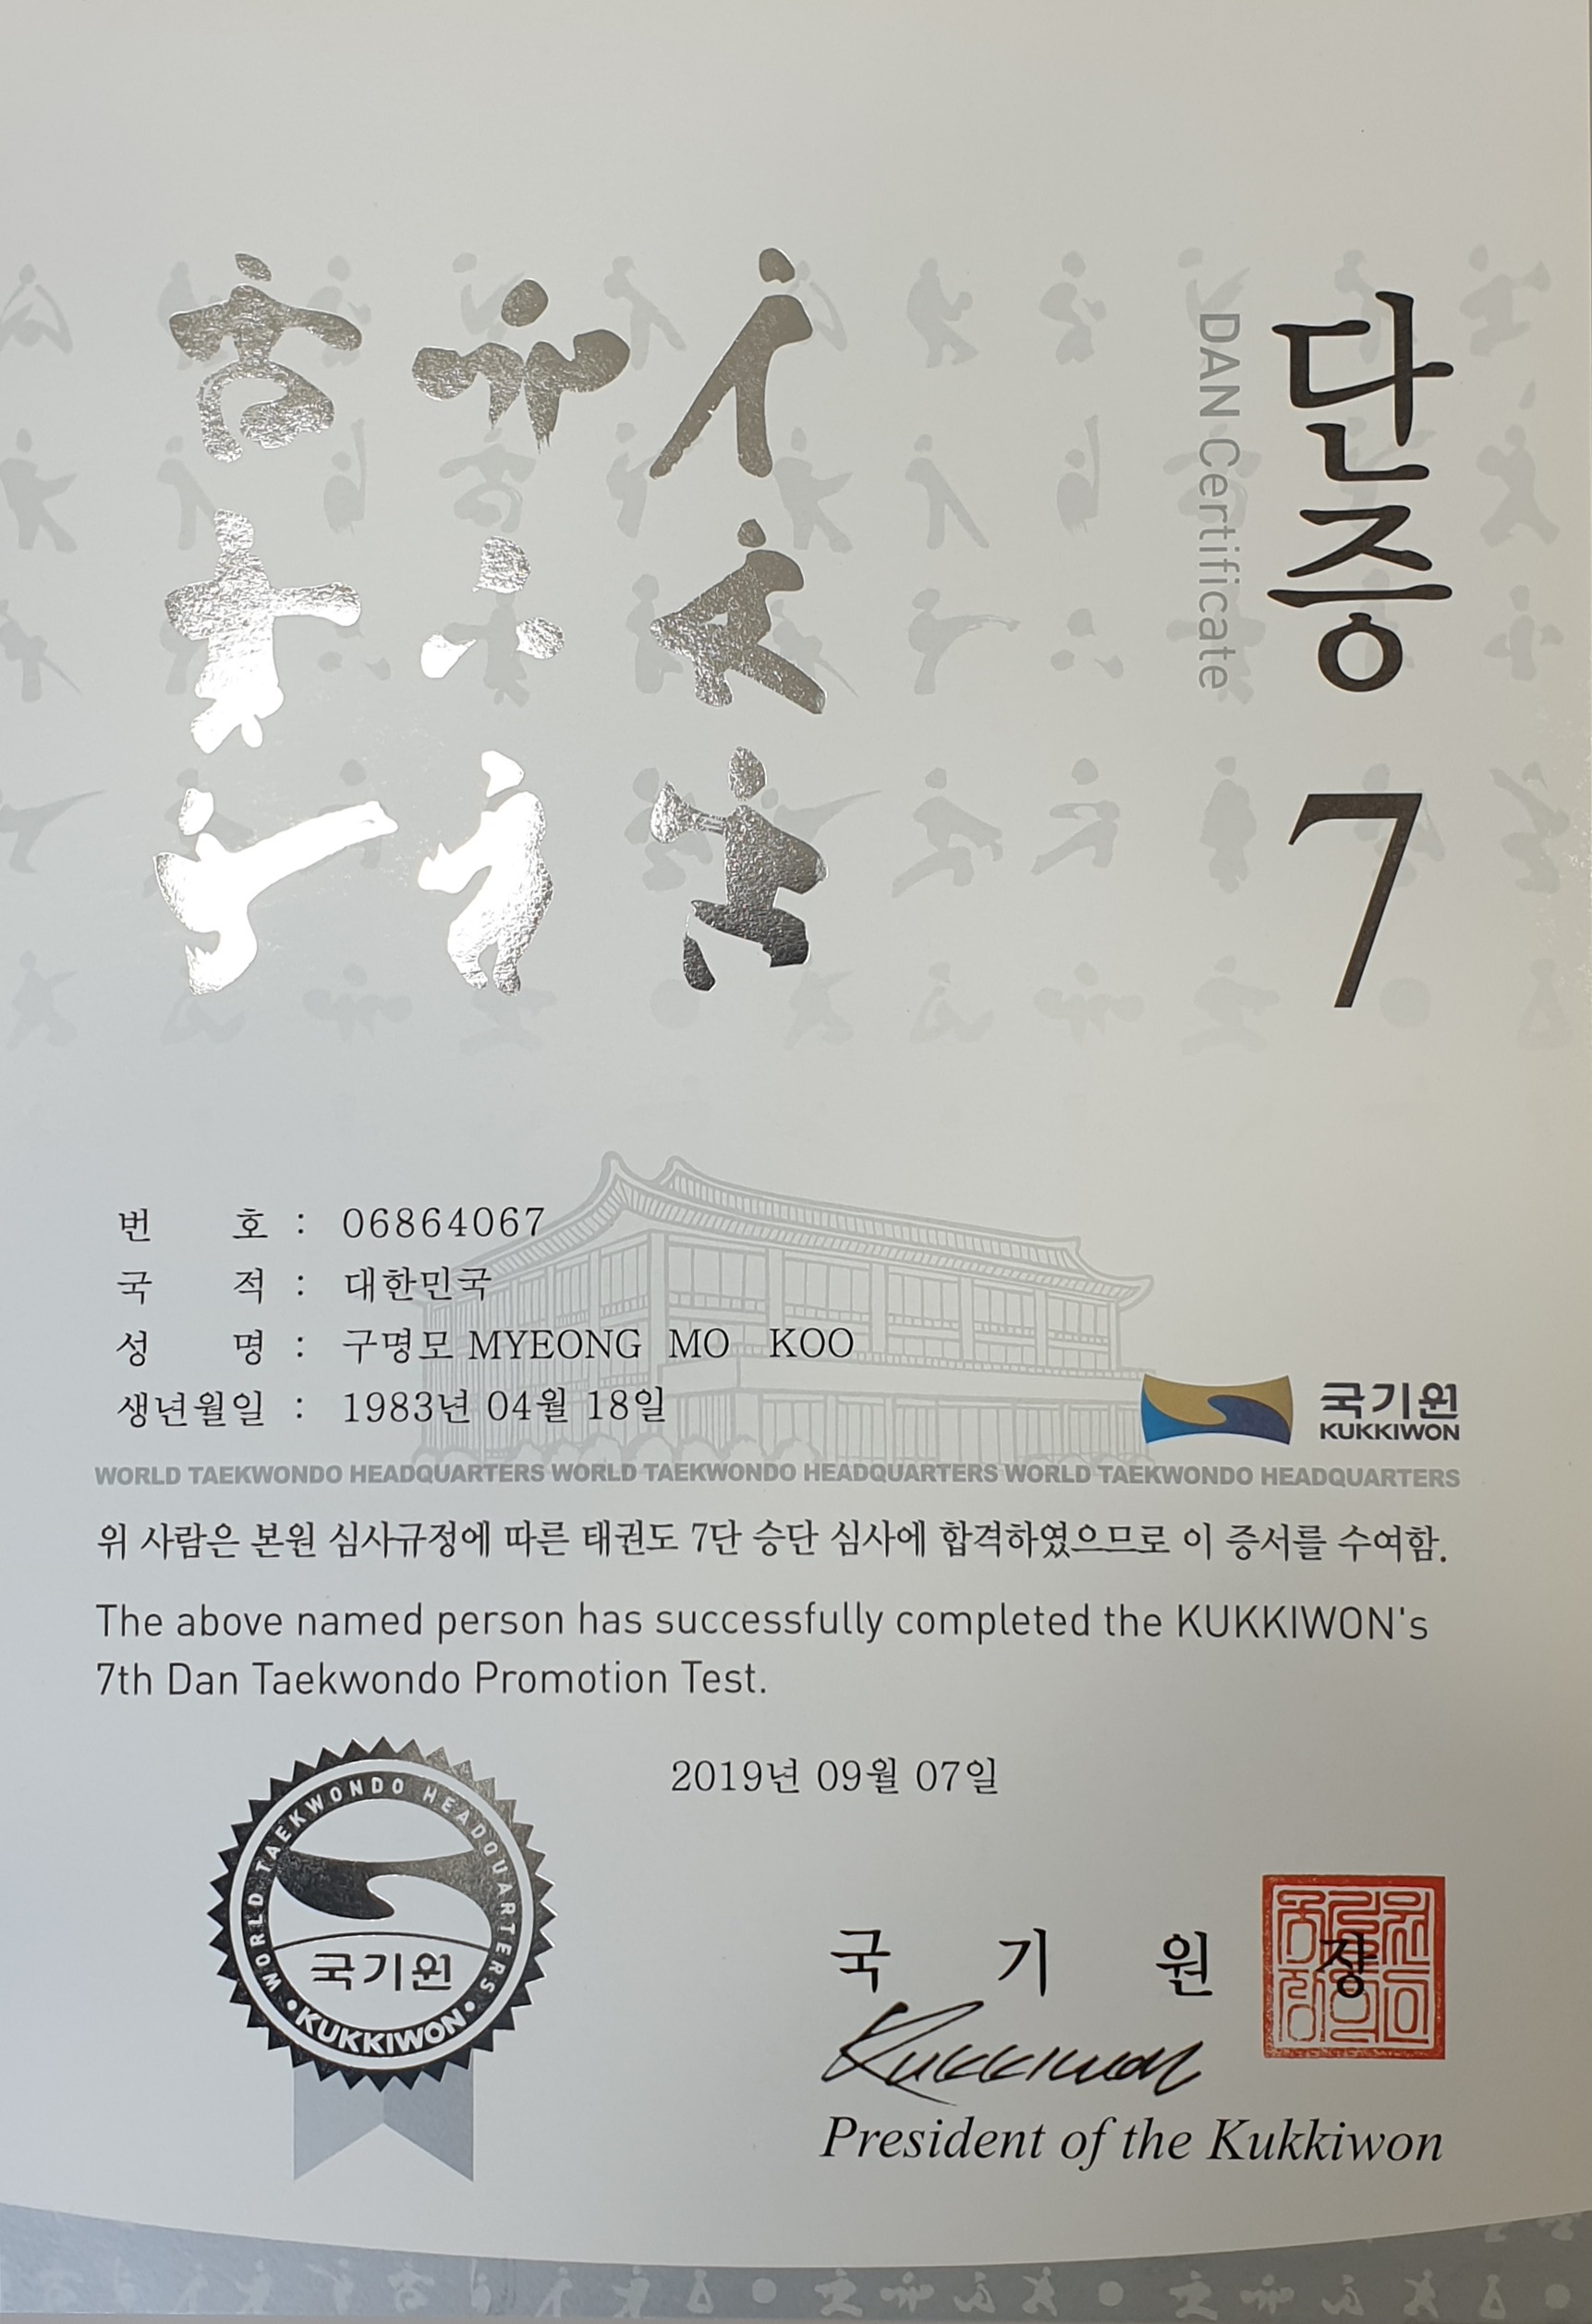 단증 7
DAN Certificate
번 호 : 06864067
국 적 : 대한민국
성 명 : 구명모 MYEONG MO KOO
생년월일 : 1983년 04월 18일
국기원
KUKKIWON
WORLD TAEKWONDO HEADQUARTERS WORLD TAEKWONDO HEADQUARTERS WORLD TAEKWONDO HEADQUARTERS
위 사람은 본원 심사규정에 따른 태권도 7단 승단 심사에 합격하였으므로 이 증서를 수여함.
The above named person has successfully completed the KUKKIWON's
7th Dan Taekwondo Promotion Test.
2019년 09월 07일
WORLD TAEKWONDO HEADQUARTERS
국기원
•KUKKIWON•
국 기 원 장
Kukkiwon
President of the Kukkiwon